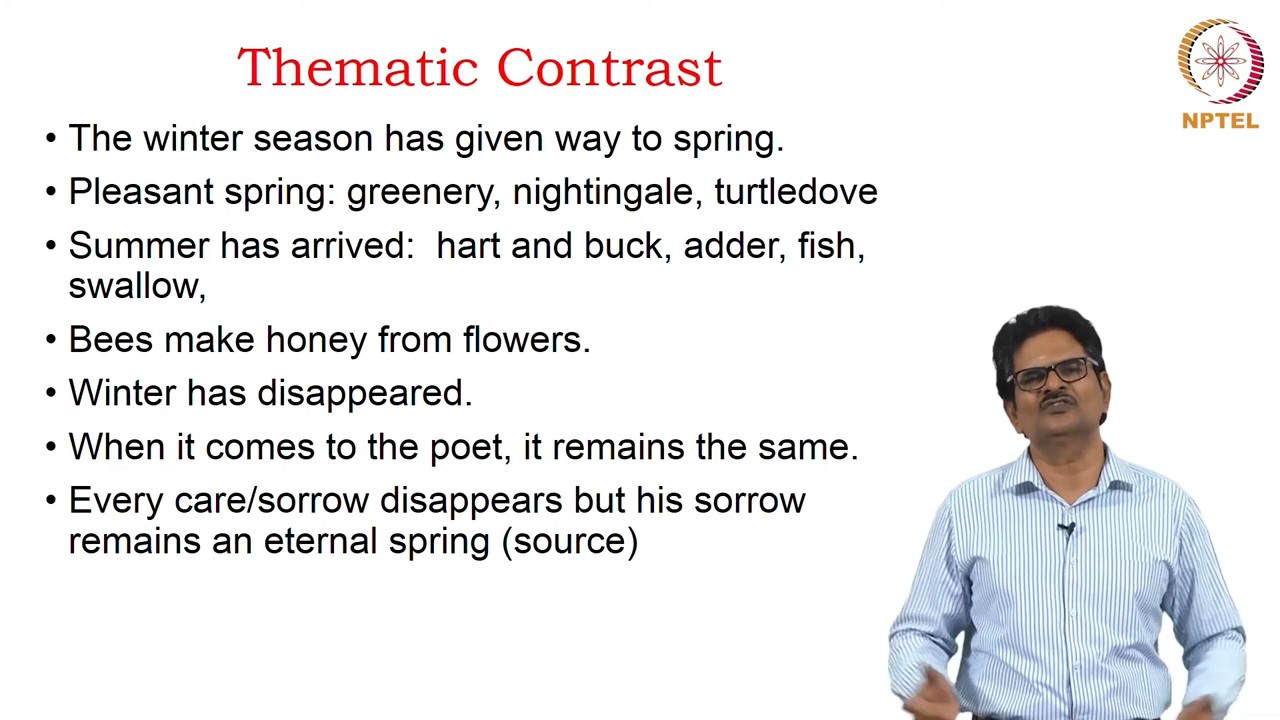 Thematic Contrast
NPTEL
• The winter season has given way to spring.
• Pleasant spring: greenery, nightingale, turtledove
• Summer has arrived:  hart and buck, adder, fish,
swallow,
• Bees make honey from flowers.
• Winter has disappeared.
• When it comes to the poet, it remains the same.
• Every care/sorrow disappears but his sorrow
remains an eternal spring (source)